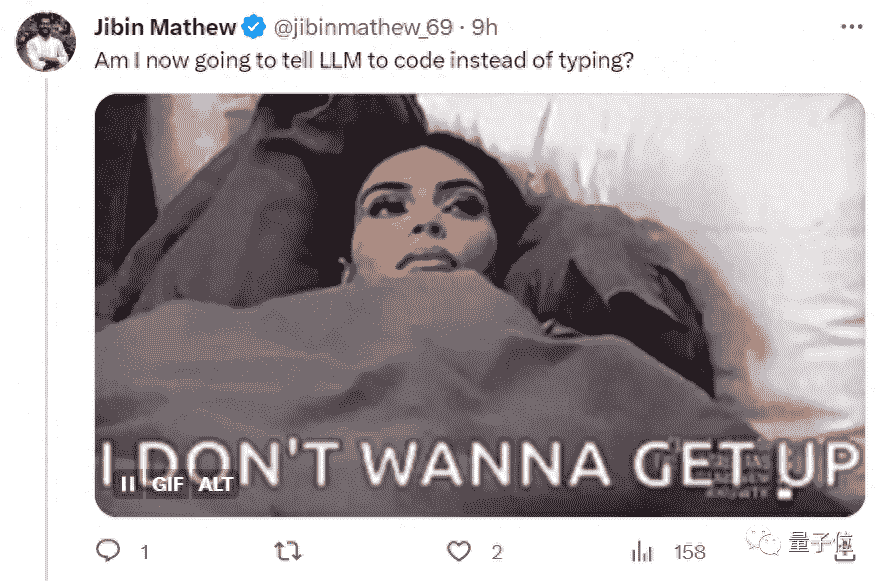 Jibin Mathew @jibinmathew_69 · 9h
Am I now going to tell LLM to code instead of typing?
I DON'T WANNA GET UP
GIF ALT
1 2 158
量子位